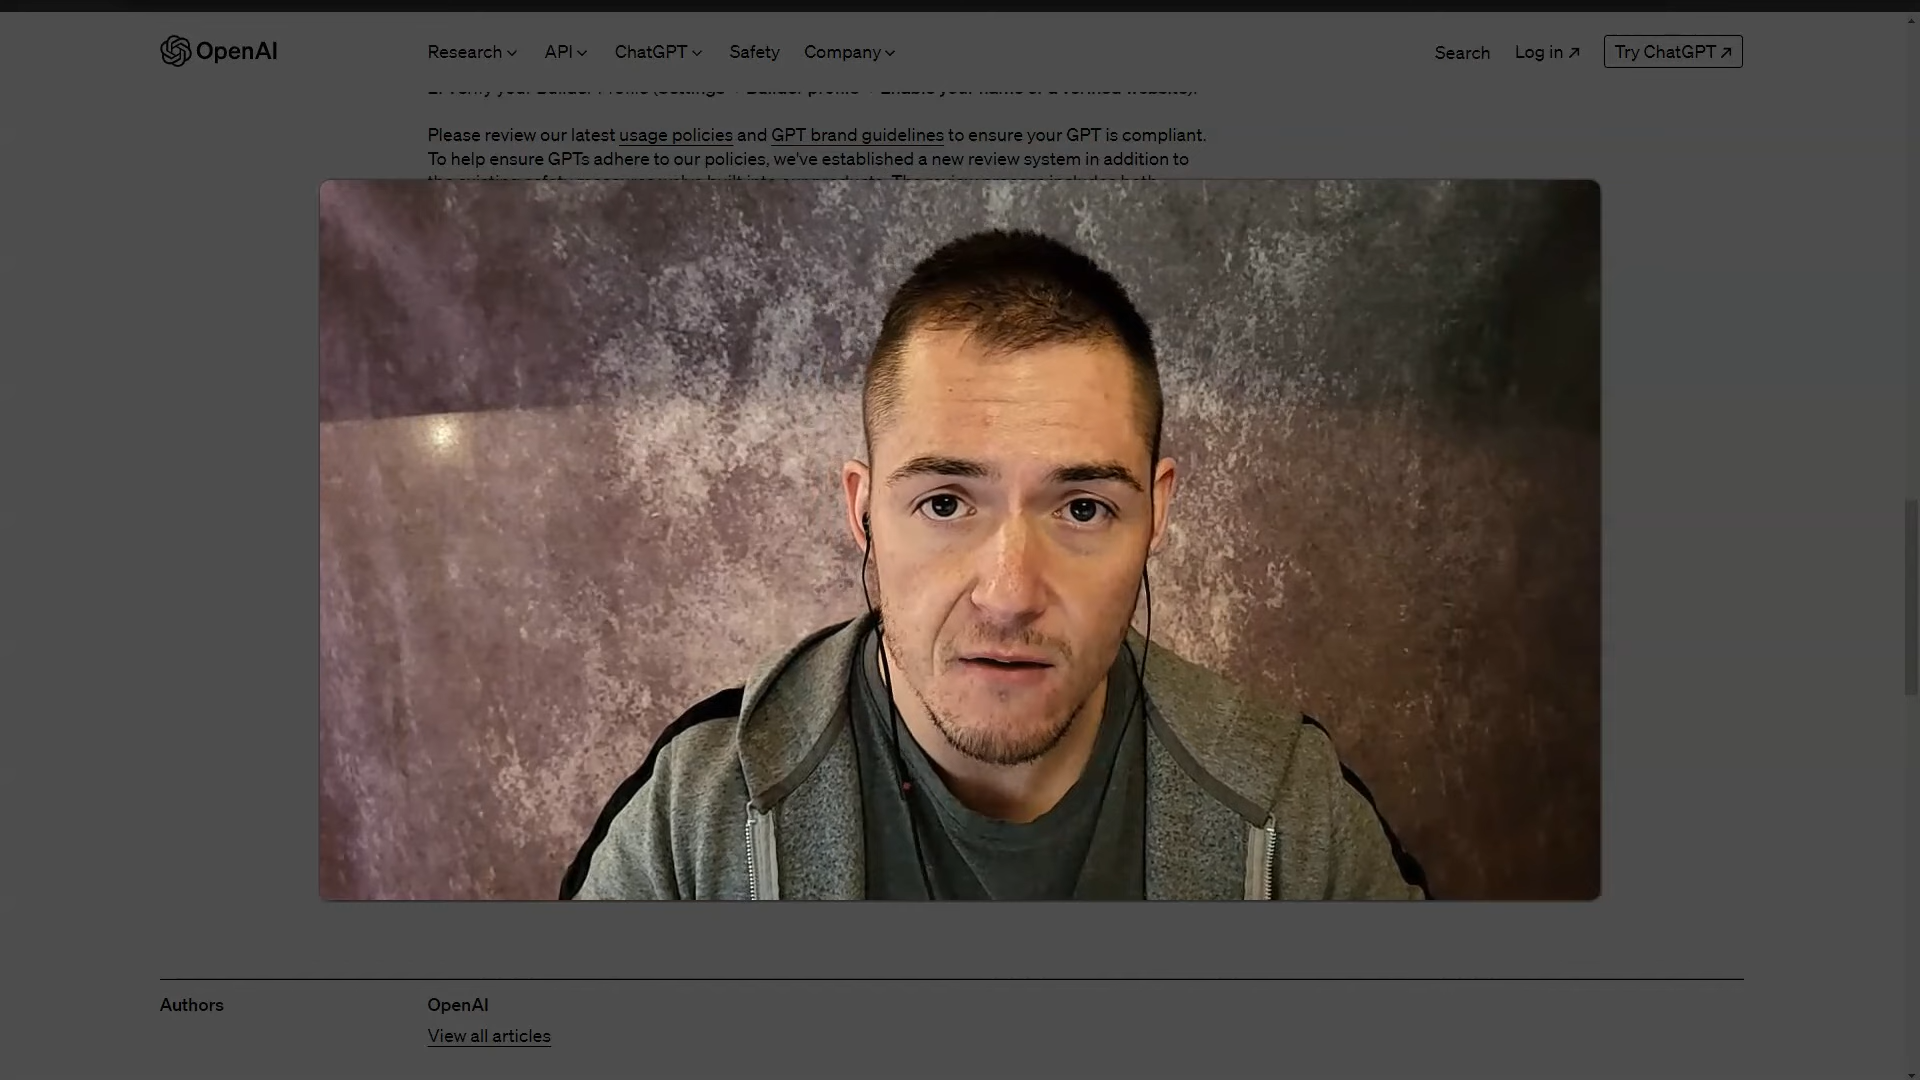 OpenAI
Research
API
ChatGPT
Safety
Company
Search
Log in ↗
Try ChatGPT ↗
Please review our latest usage policies and GPT brand guidelines to ensure your GPT is compliant.
To help ensure GPTs adhere to our policies, we've established a new review system in addition to
Authors
OpenAI
View all articles